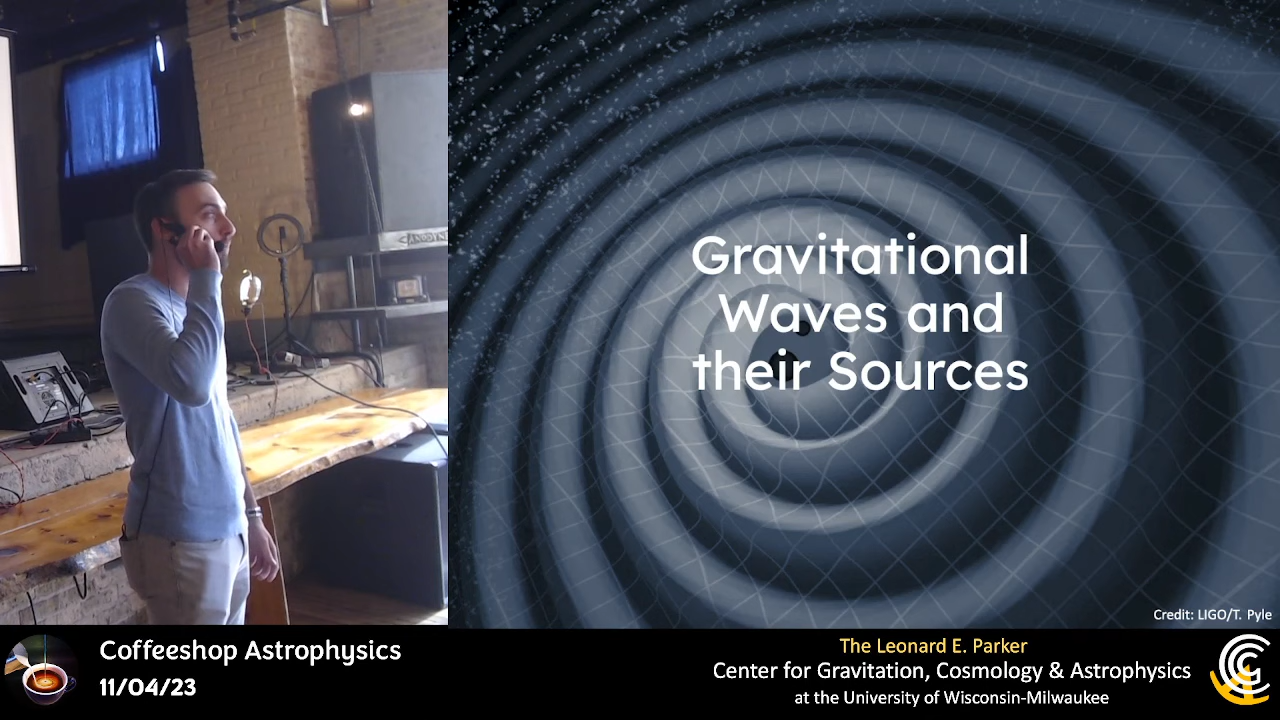 Gravitational
Waves and
their Sources
Credit: LIGO/T. Pyle
Coffeeshop Astrophysics
11/04/23
The Leonard E. Parker
Center for Gravitation, Cosmology & Astrophysics
at the University of Wisconsin-Milwaukee